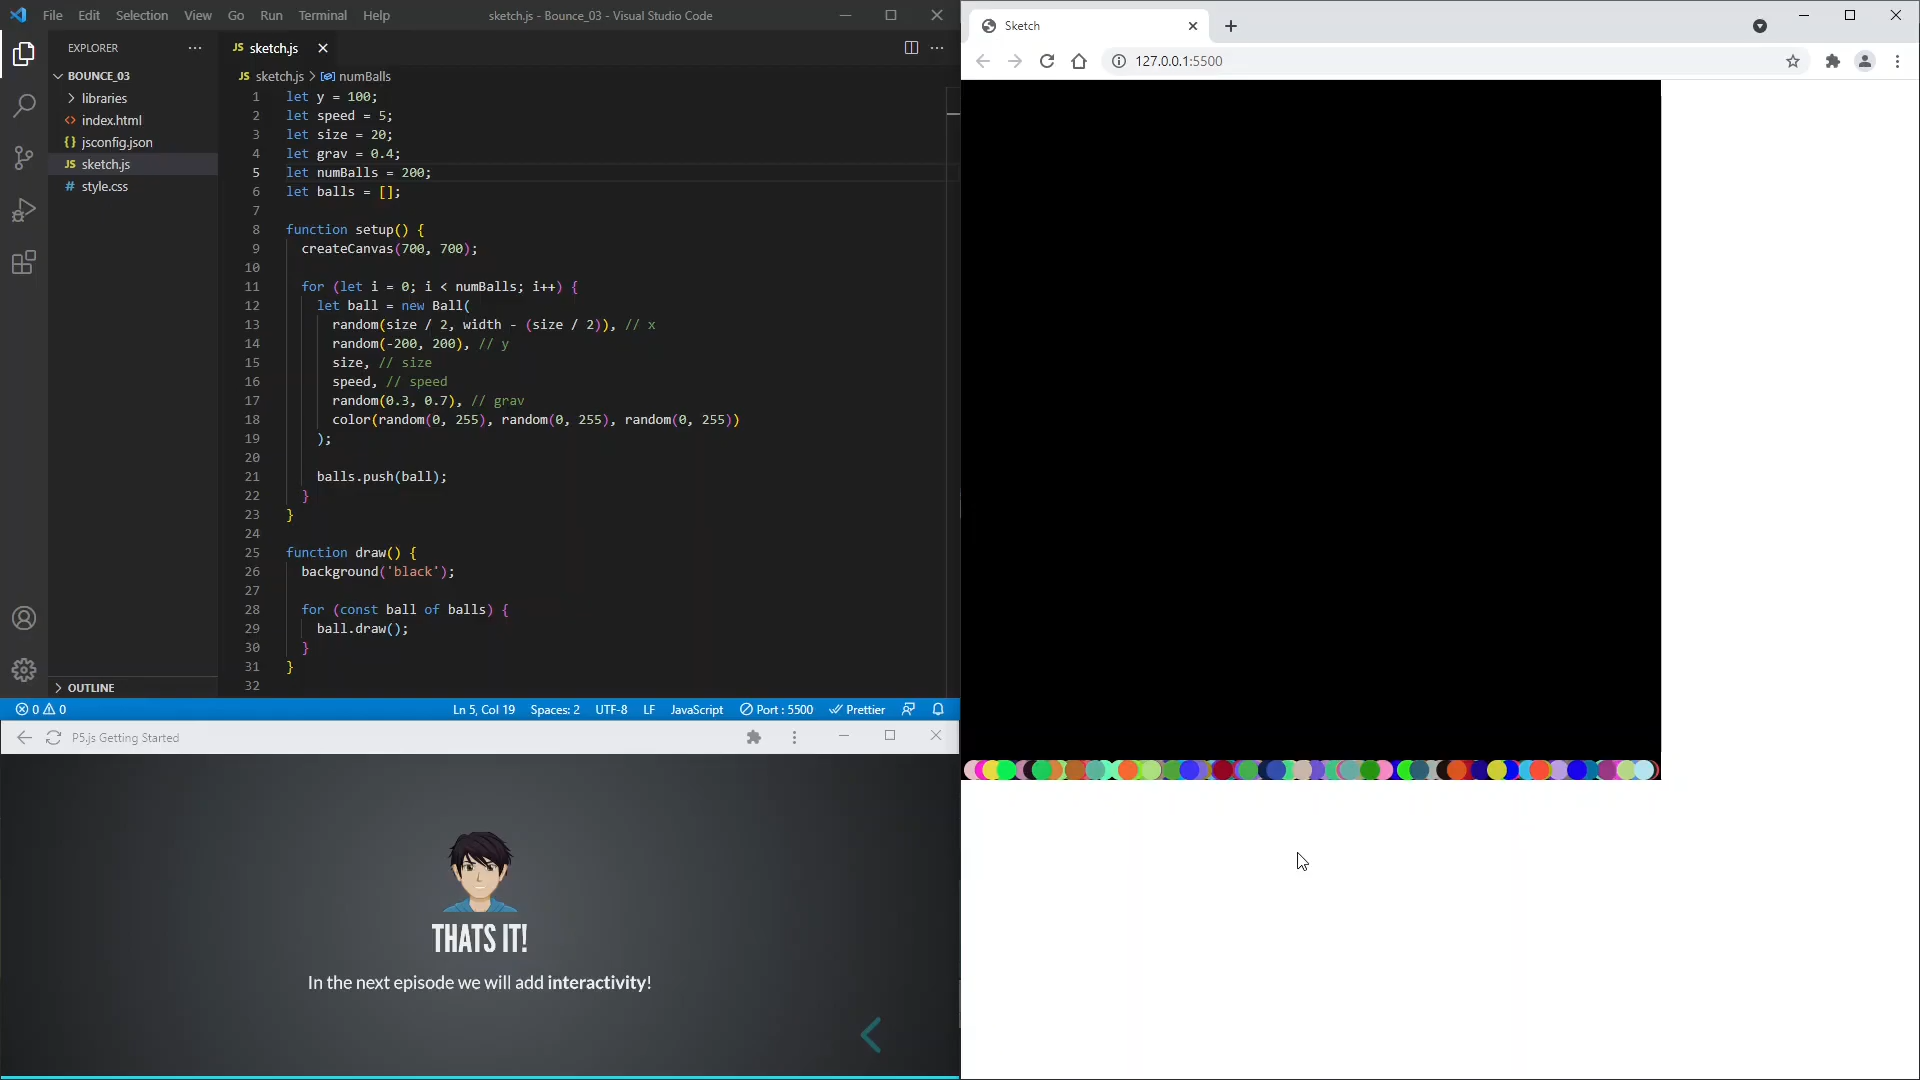 File Edit Selection View Go Run Terminal Help
sketch.js - Bounce_03 - Visual Studio Code
EXPLORER
BOUNCE_03
libraries
index.html
jsconfig.json
sketch.js
style.css
OUTLINE
JS sketch.js
JS sketch.js > numBalls
1 let y = 100;
2 let speed = 5;
3 let size = 20;
4 let grav = 0.4;
5 let numBalls = 200;
6 let balls = [];
7
8 function setup() {
9 createCanvas(700, 700);
10
11 for (let i = 0; i < numBalls; i++) {
12 let ball = new Ball(
13 random(size / 2, width - (size / 2)), // x
14 random(-200, 200), // y
15 size, // size
16 speed, // speed
17 random(0.3, 0.7), // grav
18 color(random(0, 255), random(0, 255), random(0, 255))
19 );
20
21 balls.push(ball);
22 }
23 }
24
25 function draw() {
26 background('black');
27
28 for (const ball of balls) {
29 ball.draw();
30 }
31 }
32
0 0
Ln 5, Col 19 Spaces: 2 UTF-8 LF JavaScript Port : 5500 Prettier
P5.js Getting Started
THATS IT!
In the next episode we will add interactivity!
Sketch
127.0.0.1:5500